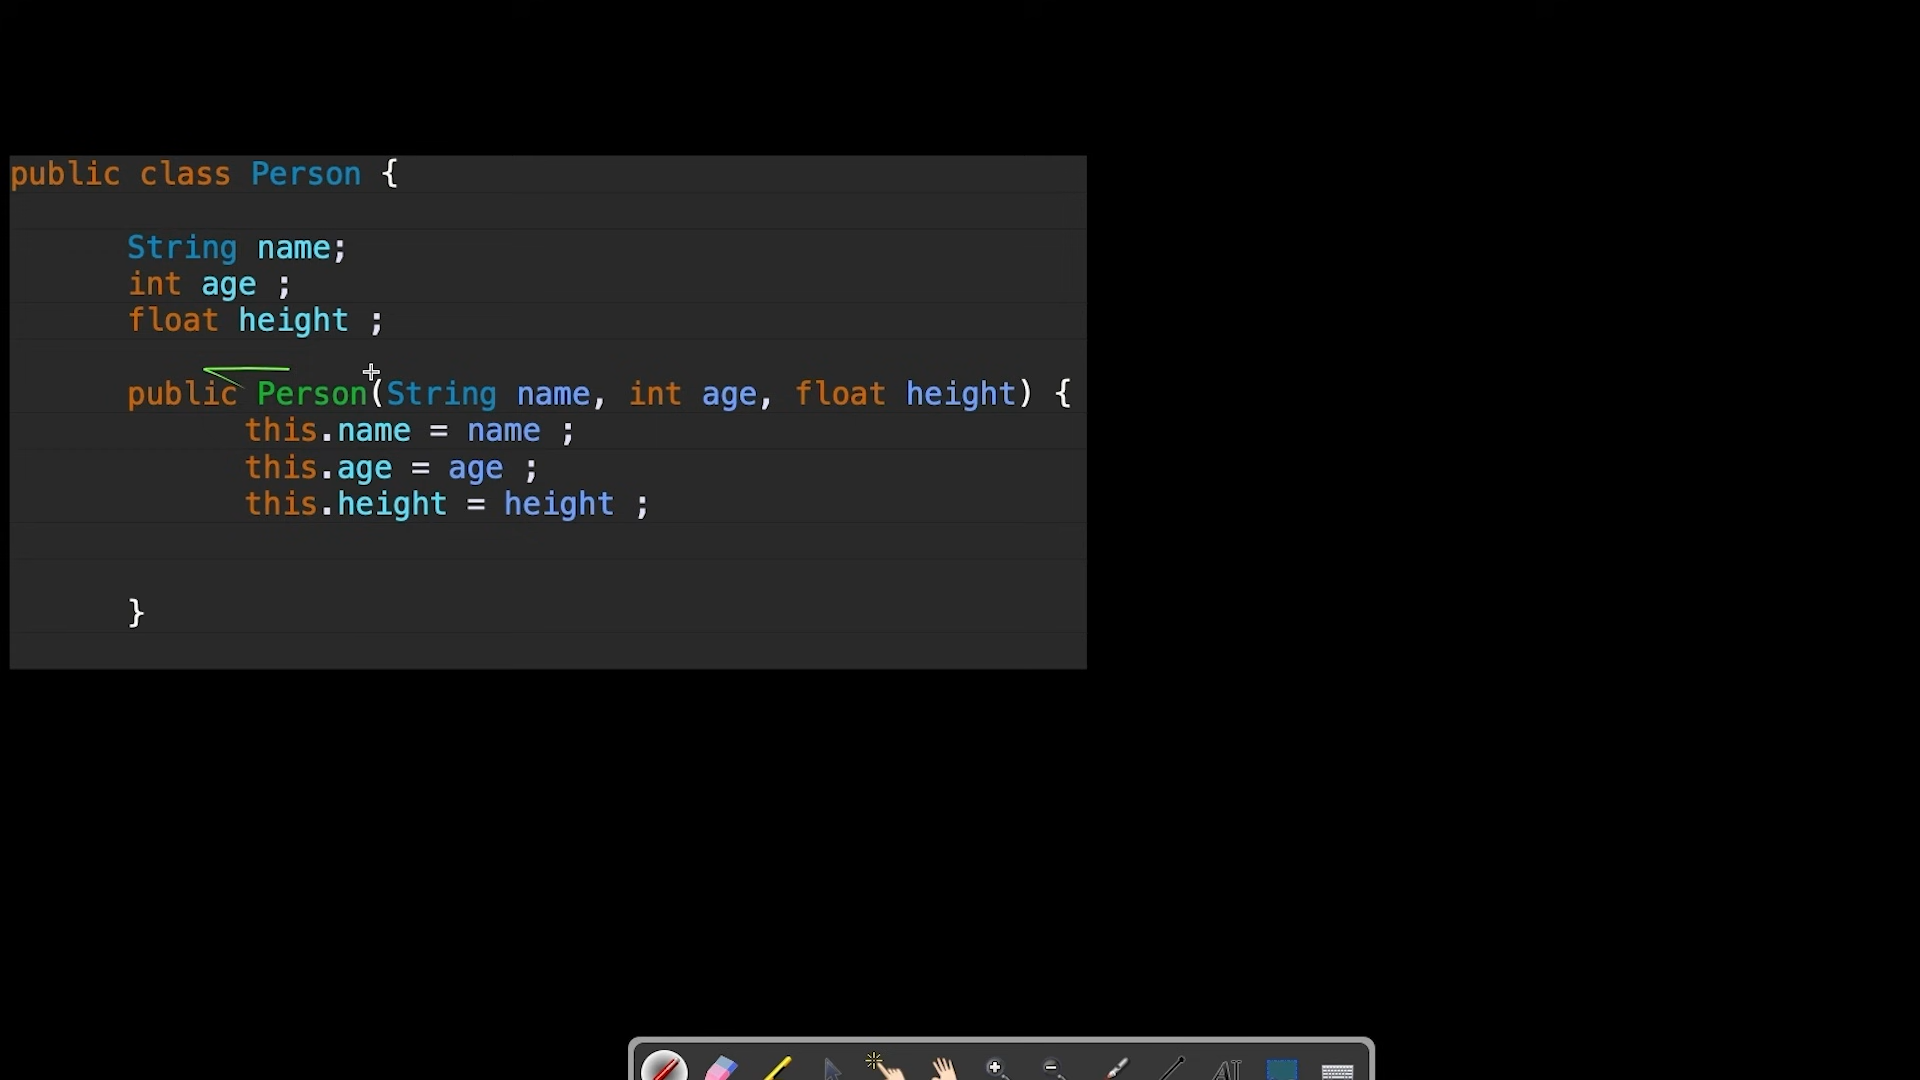 public class Person {
String name;
int age ;
float height ;
public Person(String name, int age, float height) {
this.name = name ;
this.age = age ;
this.height = height ;
}
AI